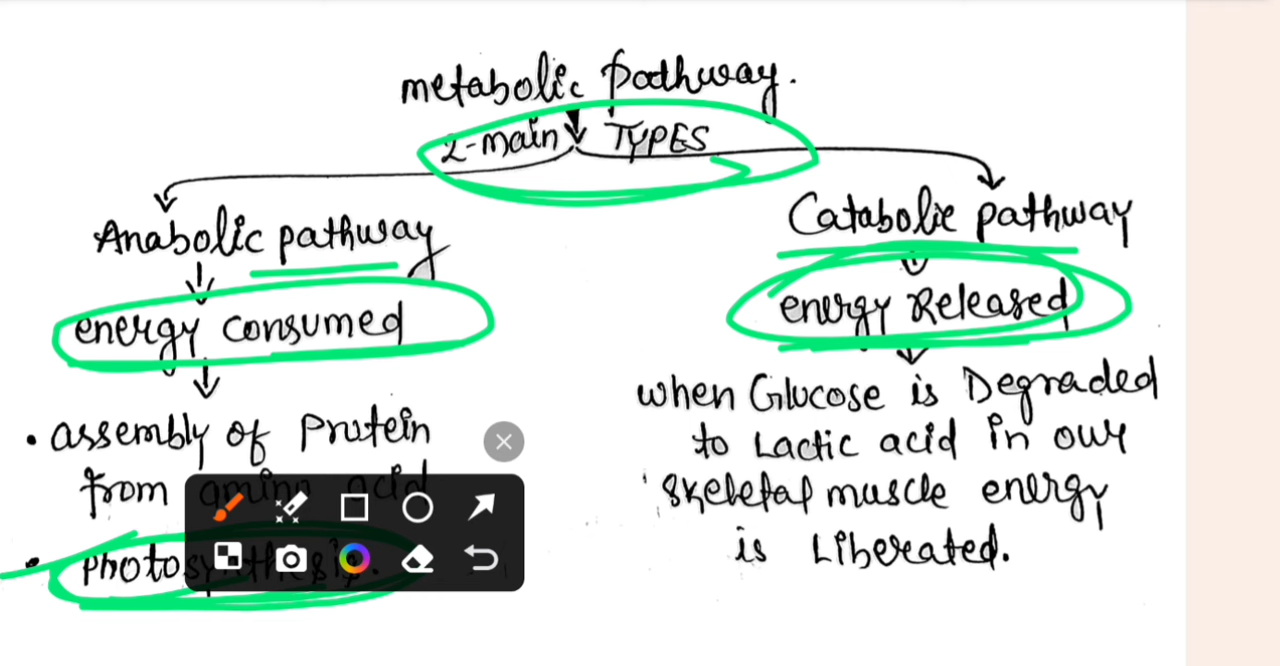 metabolic pathway.
2-main TYPES
Anabolic pathway
Catabolic pathway
energy consumed
energy Released
• assembly of Protein
from amino acid
• Photosynthesis.
when Glucose is Degraded
to Lactic acid in our
skeletal muscle energy
is Liberated.